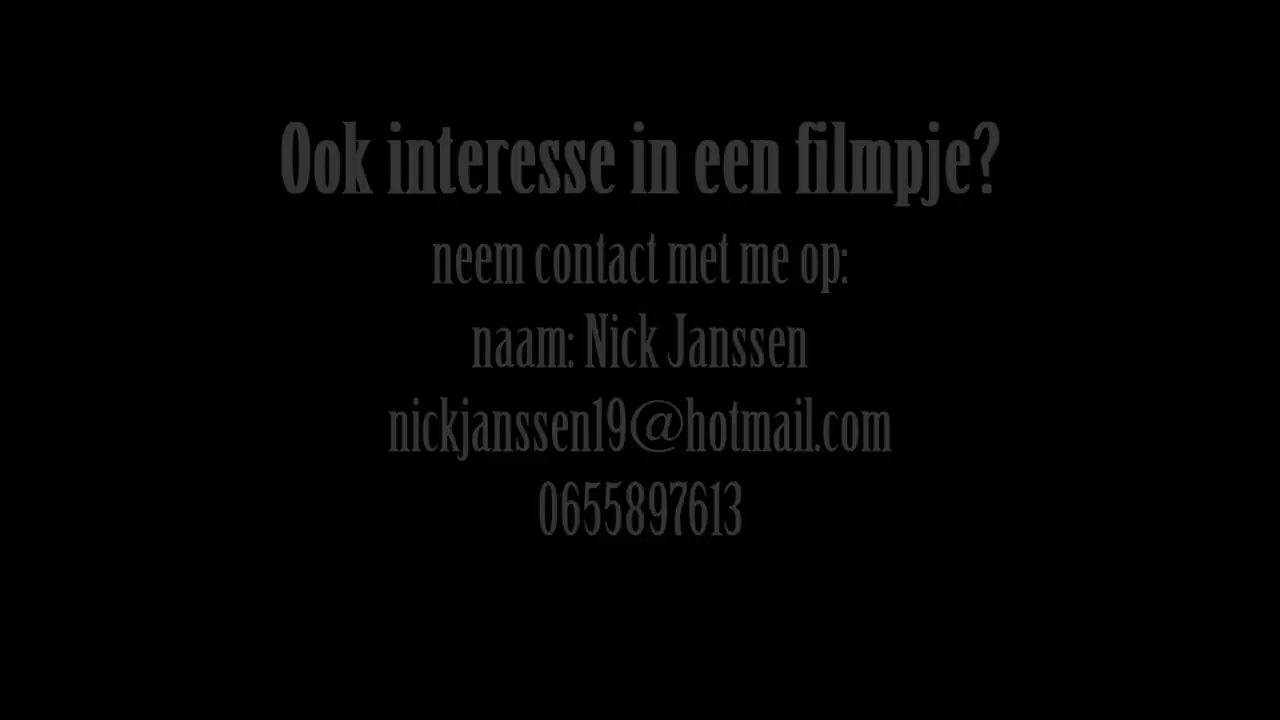 Ook interesse in een filmpje?
neem contact met me op:
naam: Nick Janssen
nickjanssen19@hotmail.com
0655897613